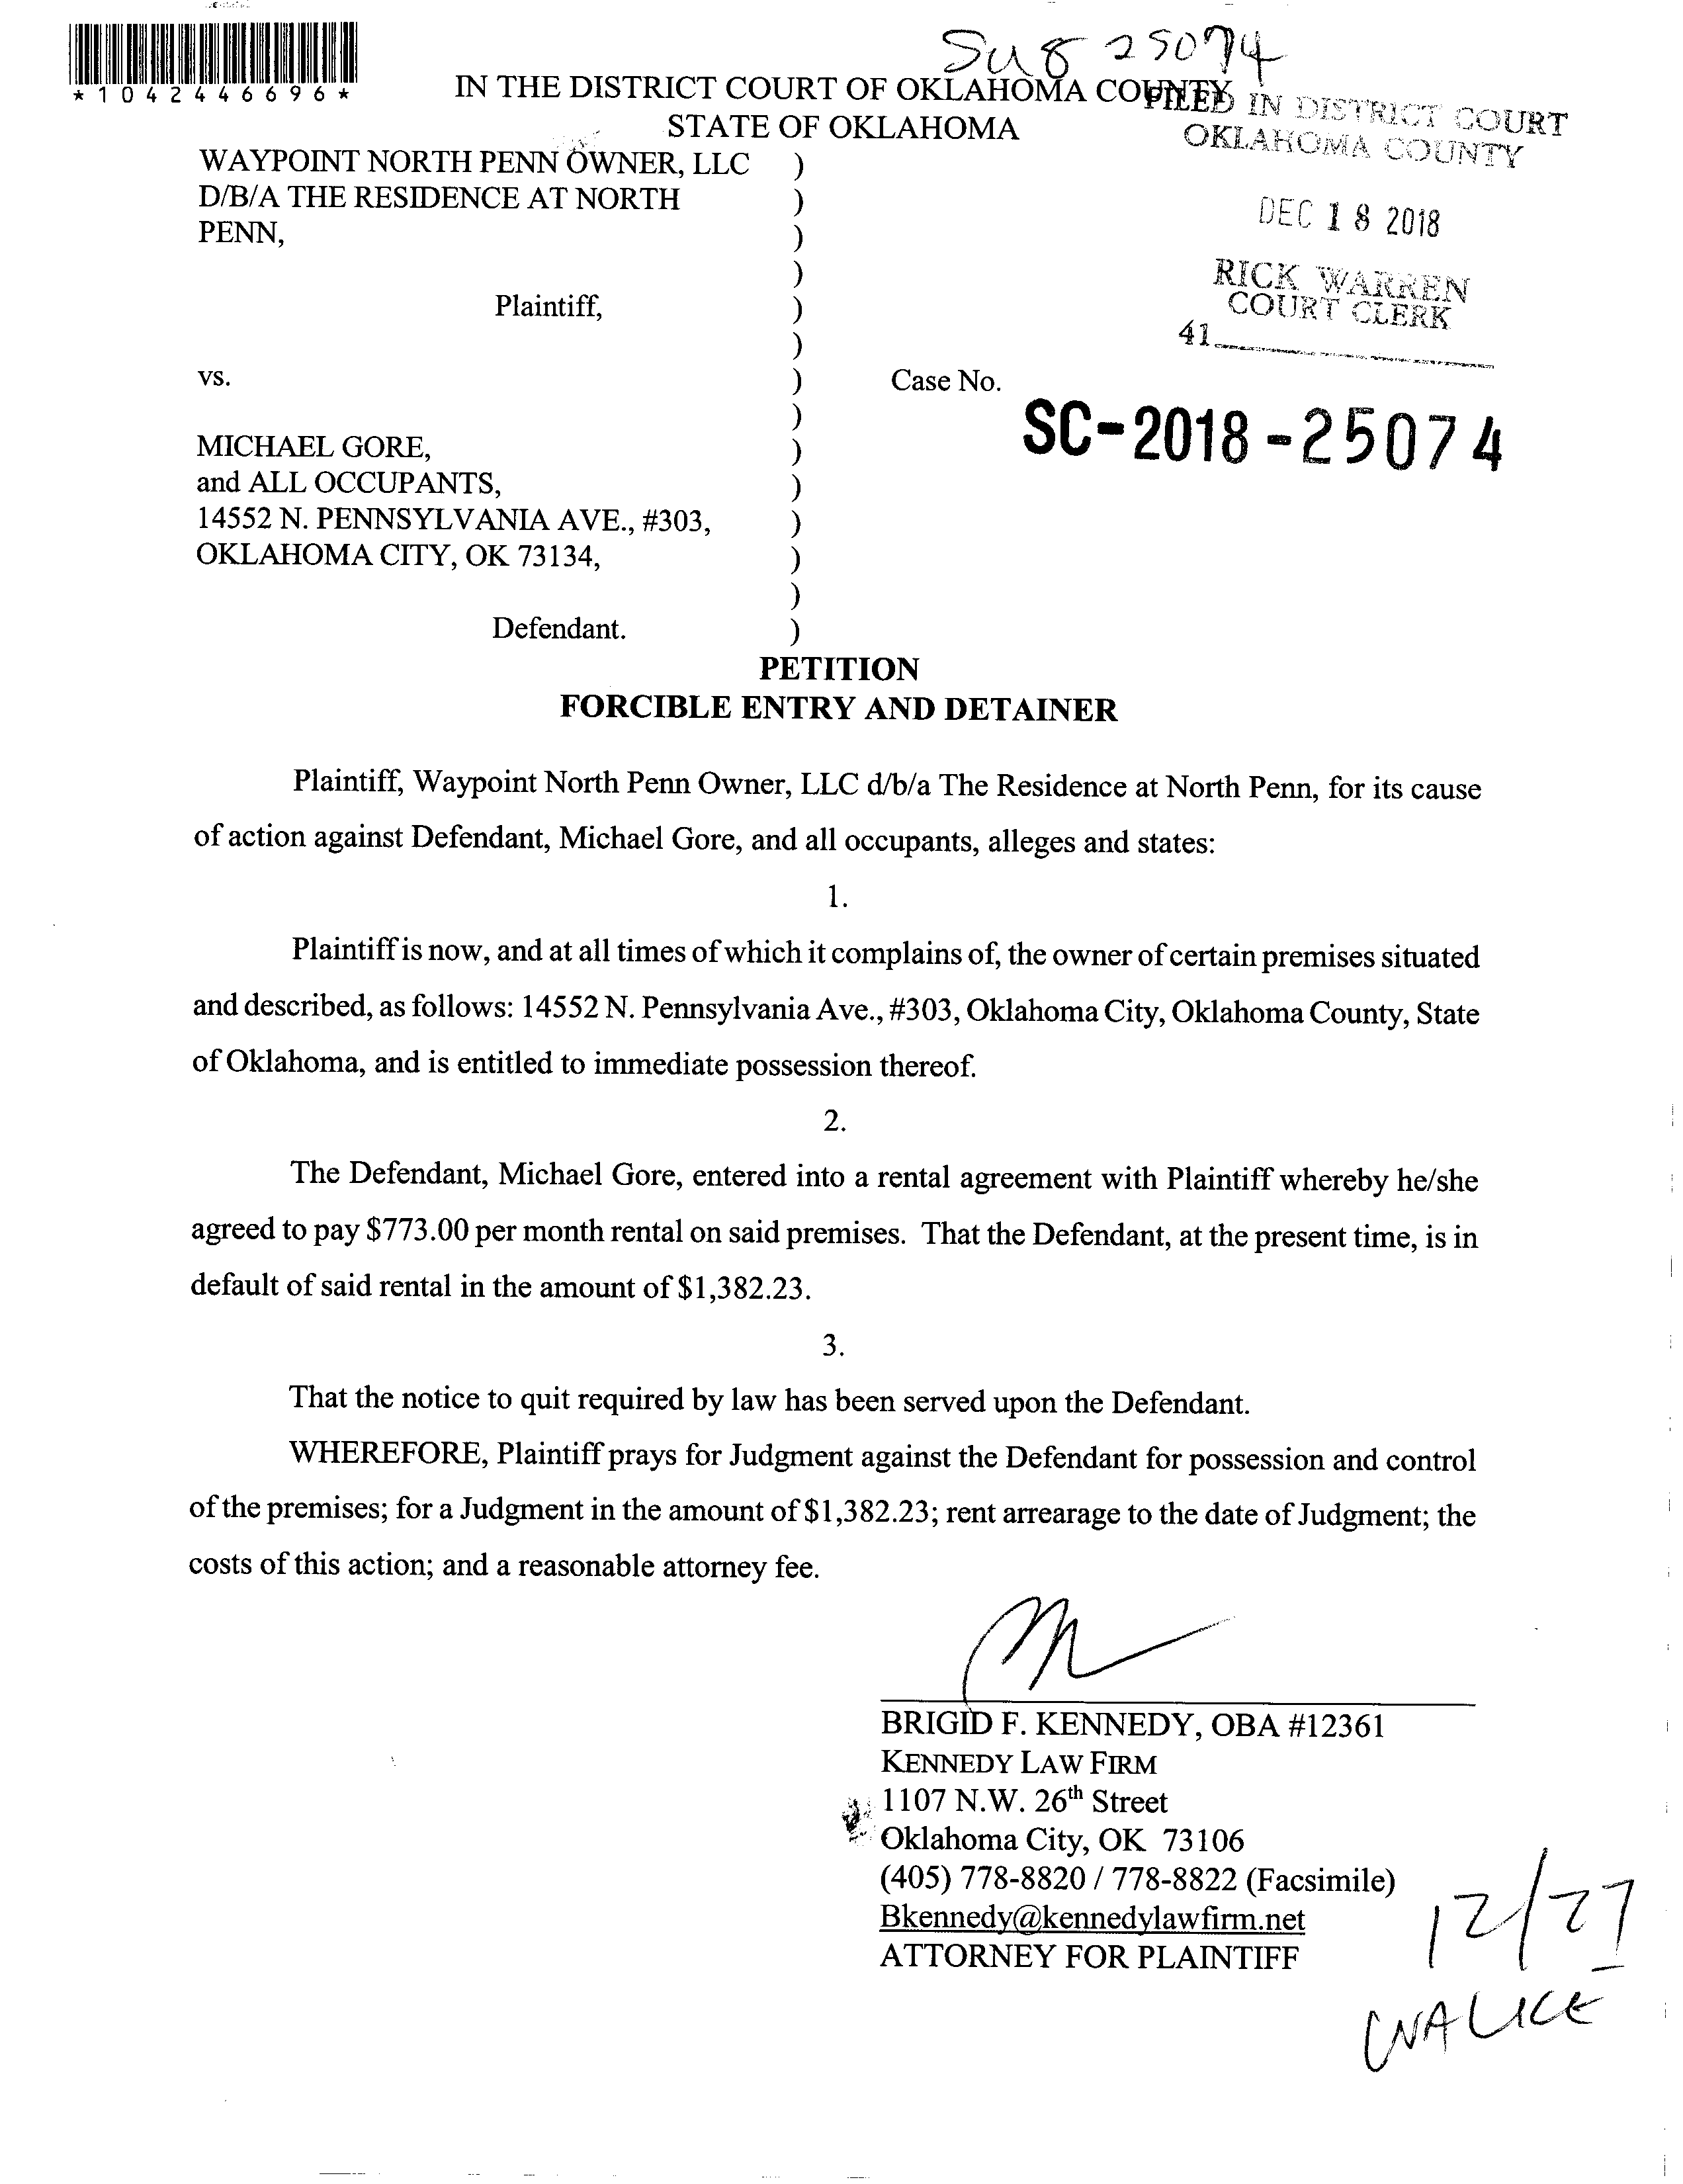 Su 8 25074
*1042446696*
IN THE DISTRICT COURT OF OKLAHOMA COUNTY
STATE OF OKLAHOMA
FILED IN DISTRICT COURT
OKLAHOMA COUNTY
DEC 18 2018
RICK WARREN
COURT CLERK
41
WAYPOINT NORTH PENN OWNER, LLC )
D/B/A THE RESIDENCE AT NORTH )
PENN, )
)
Plaintiff, )
)
vs. ) Case No.
)
SC-2018-25074
MICHAEL GORE, )
and ALL OCCUPANTS, )
14552 N. PENNSYLVANIA AVE., #303, )
OKLAHOMA CITY, OK 73134, )
)
Defendant. )
PETITION
FORCIBLE ENTRY AND DETAINER
Plaintiff, Waypoint North Penn Owner, LLC d/b/a The Residence at North Penn, for its cause
of action against Defendant, Michael Gore, and all occupants, alleges and states:
1.
Plaintiff is now, and at all times of which it complains of, the owner of certain premises situated
and described, as follows: 14552 N. Pennsylvania Ave., #303, Oklahoma City, Oklahoma County, State
of Oklahoma, and is entitled to immediate possession thereof.
2.
The Defendant, Michael Gore, entered into a rental agreement with Plaintiff whereby he/she
agreed to pay $773.00 per month rental on said premises. That the Defendant, at the present time, is in
default of said rental in the amount of $1,382.23.
3.
That the notice to quit required by law has been served upon the Defendant.
WHEREFORE, Plaintiff prays for Judgment against the Defendant for possession and control
of the premises; for a Judgment in the amount of $1,382.23; rent arrearage to the date of Judgment; the
costs of this action; and a reasonable attorney fee.
BRIGID F. KENNEDY, OBA #12361
KENNEDY LAW FIRM
1107 N.W. 26th Street
Oklahoma City, OK 73106
(405) 778-8820 / 778-8822 (Facsimile)
Bkennedy@kennedylawfirm.net
ATTORNEY FOR PLAINTIFF
12/27